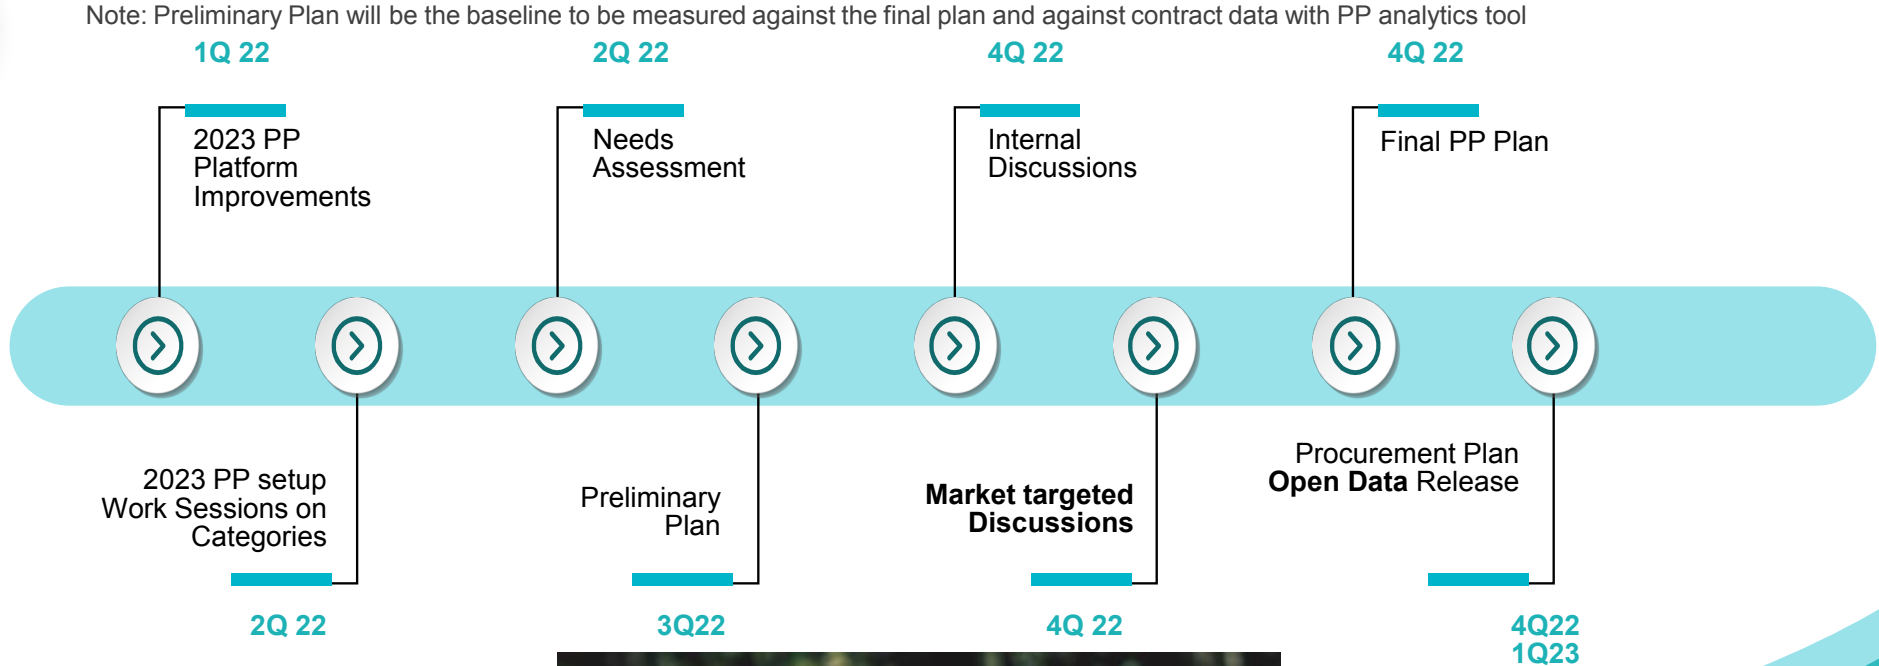 Note: Preliminary Plan will be the baseline to be measured against the final plan and against contract data with PP analytics tool
1Q 22
2023 PP
Platform
Improvements
2023 PP setup
Work Sessions on
Categories
2Q 22
2Q 22
Needs
Assessment
Preliminary
Plan
3Q22
4Q 22
Internal
Discussions
Market targeted
Discussions
4Q 22
4Q 22
Final PP Plan
Procurement Plan
Open Data Release
4Q22
1Q23